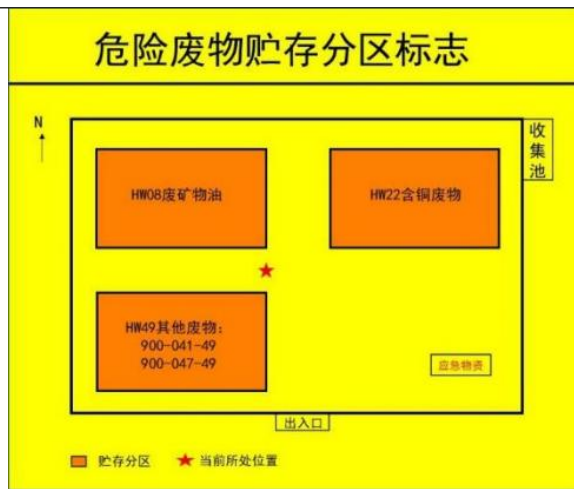 危险废物贮存分区标志
N
收集池
HW08废矿物油
HW22含铜废物
HW49其他废物：
900-041-49
900-047-49
应急物资
出入口
贮存分区
当前所处位置